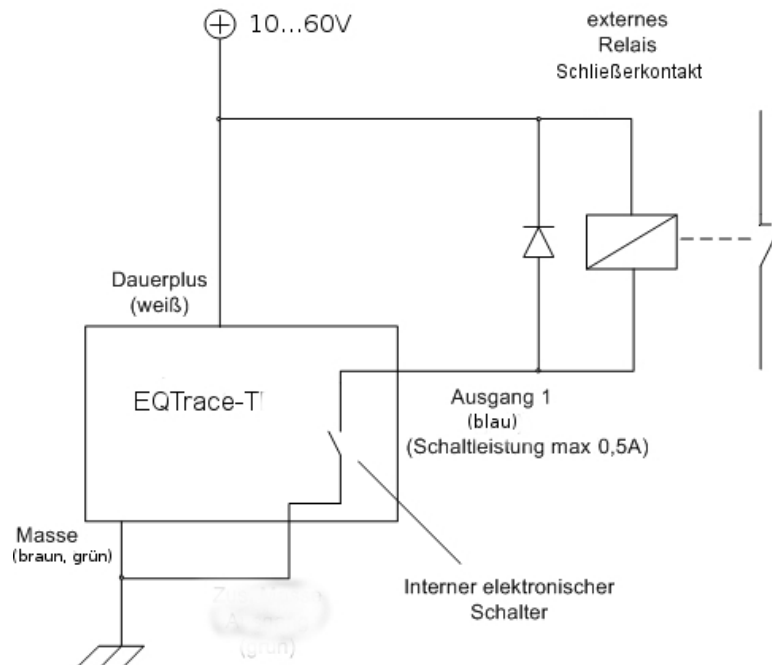 10...60V
externes
Relais
Schließerkontakt
Dauerplus
(weiß)
EQTrace-T
Ausgang 1
(blau)
(Schaltleistung max 0,5A)
Masse
(braun, grün)
Interner elektronischer
Schalter
(grün)